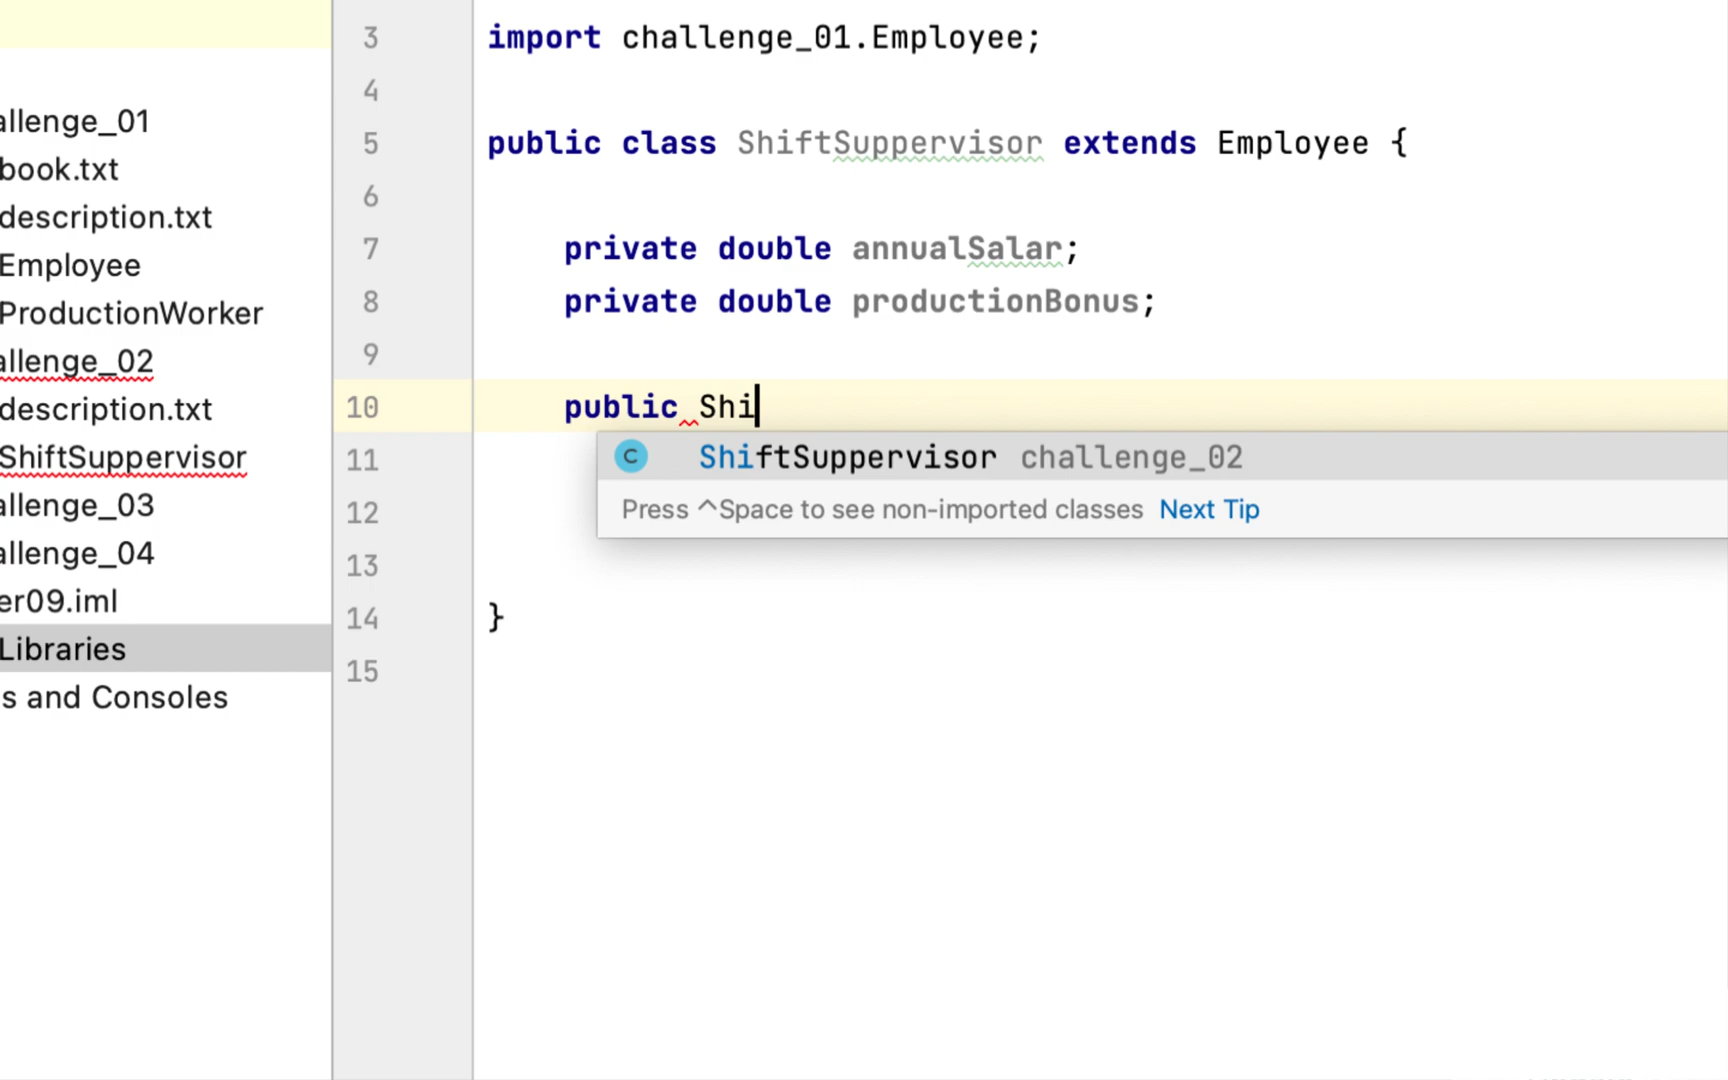 allenge_01
book.txt
description.txt
Employee
ProductionWorker
allenge_02
description.txt
ShiftSuppervisor
allenge_03
allenge_04
er09.iml
Libraries
s and Consoles
3 import challenge_01.Employee;
4
5 public class ShiftSuppervisor extends Employee {
6
7 private double annualSalar;
8 private double productionBonus;
9
10 public Shi
ShiftSuppervisor challenge_02
Press ^Space to see non-imported classes Next Tip
11
12
13
14 }
15